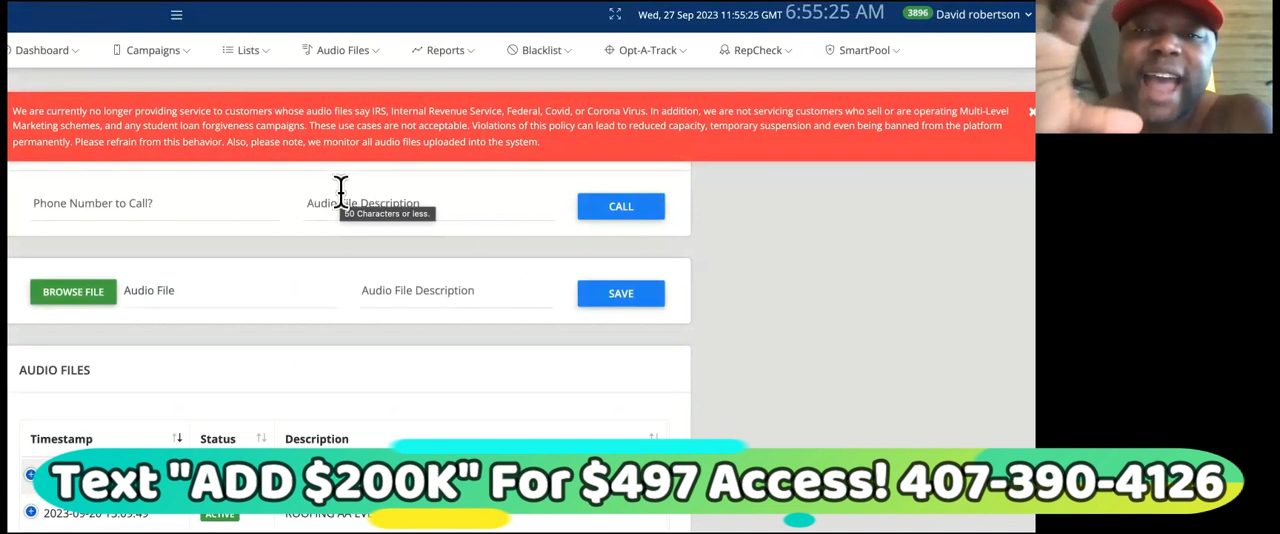 Wed, 27 Sep 2023 11:55:25 GMT 6:55:25 AM 3896 David robertson
Dashboard Campaigns Lists Audio Files Reports Blacklist Opt-A-Track RepCheck SmartPool
We are currently no longer providing service to customers whose audio files say IRS, Internal Revenue Service, Federal, Covid, or Corona Virus. In addition, we are not servicing customers who sell or are operating Multi-Level
Marketing schemes, and any student loan forgiveness campaigns. These use cases are not acceptable. Violations of this policy can lead to reduced capacity, temporary suspension and even being banned from the platform
permanently. Please refrain from this behavior. Also, please note, we monitor all audio files uploaded into the system.
Phone Number to Call? Audio File Description CALL
50 Characters or less.
BROWSE FILE Audio File Audio File Description SAVE
AUDIO FILES
Timestamp Status Description
Text "ADD $200K" For $497 Access! 407-390-4126
ACTIVE